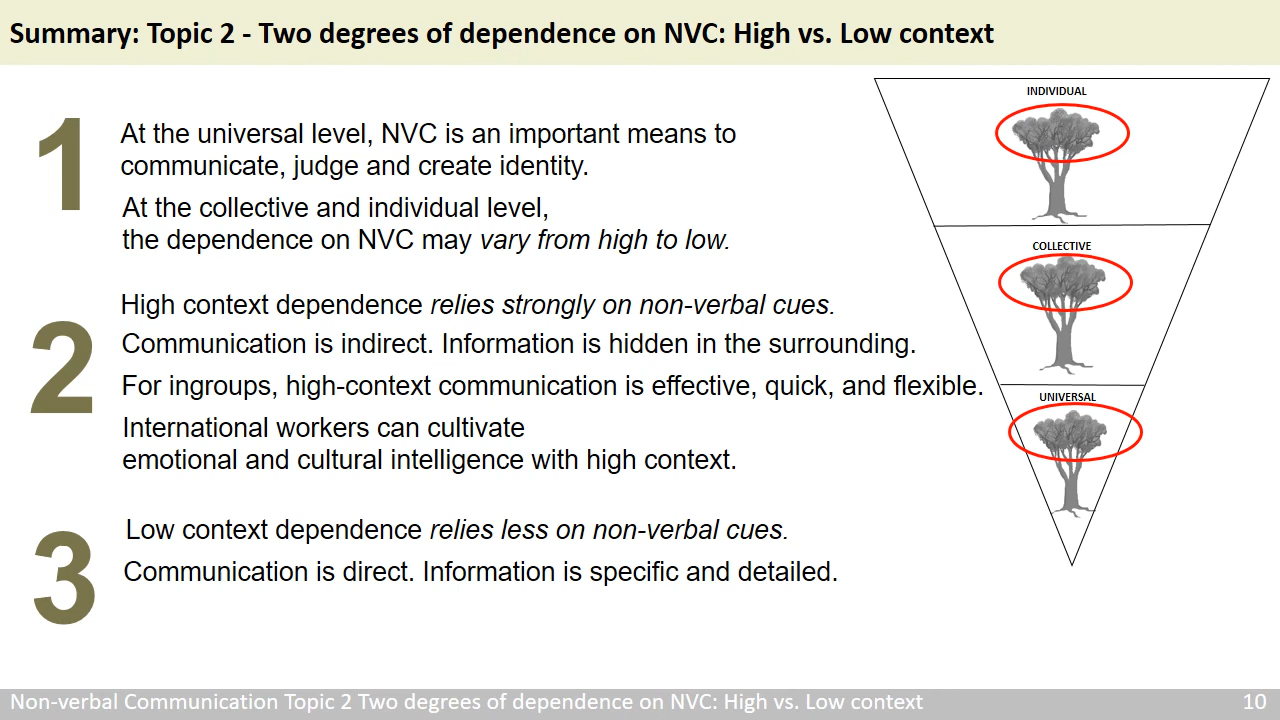 Summary: Topic 2 - Two degrees of dependence on NVC: High vs. Low context
1
At the universal level, NVC is an important means to
communicate, judge and create identity.
At the collective and individual level,
the dependence on NVC may vary from high to low.
2
High context dependence relies strongly on non-verbal cues.
Communication is indirect. Information is hidden in the surrounding.
For ingroups, high-context communication is effective, quick, and flexible.
International workers can cultivate
emotional and cultural intelligence with high context.
3
Low context dependence relies less on non-verbal cues.
Communication is direct. Information is specific and detailed.
INDIVIDUAL
COLLECTIVE
UNIVERSAL
Non-verbal Communication Topic 2 Two degrees of dependence on NVC: High vs. Low context
10